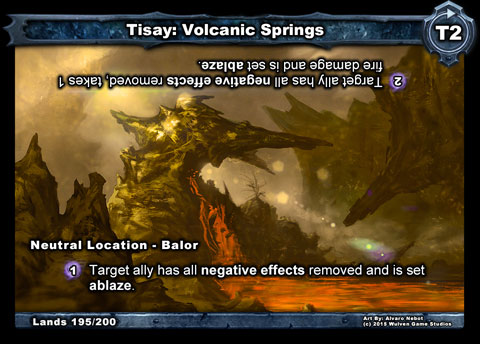 Tisay: Volcanic Springs
T2
2 Target ally has all negative effects removed, takes 1
fire damage and is set ablaze.
Neutral Location - Balor
1 Target ally has all negative effects removed and is set
ablaze.
Lands 195/200
Art By: Alvaro Nebot
(c) 2015 Wulven Game Studios